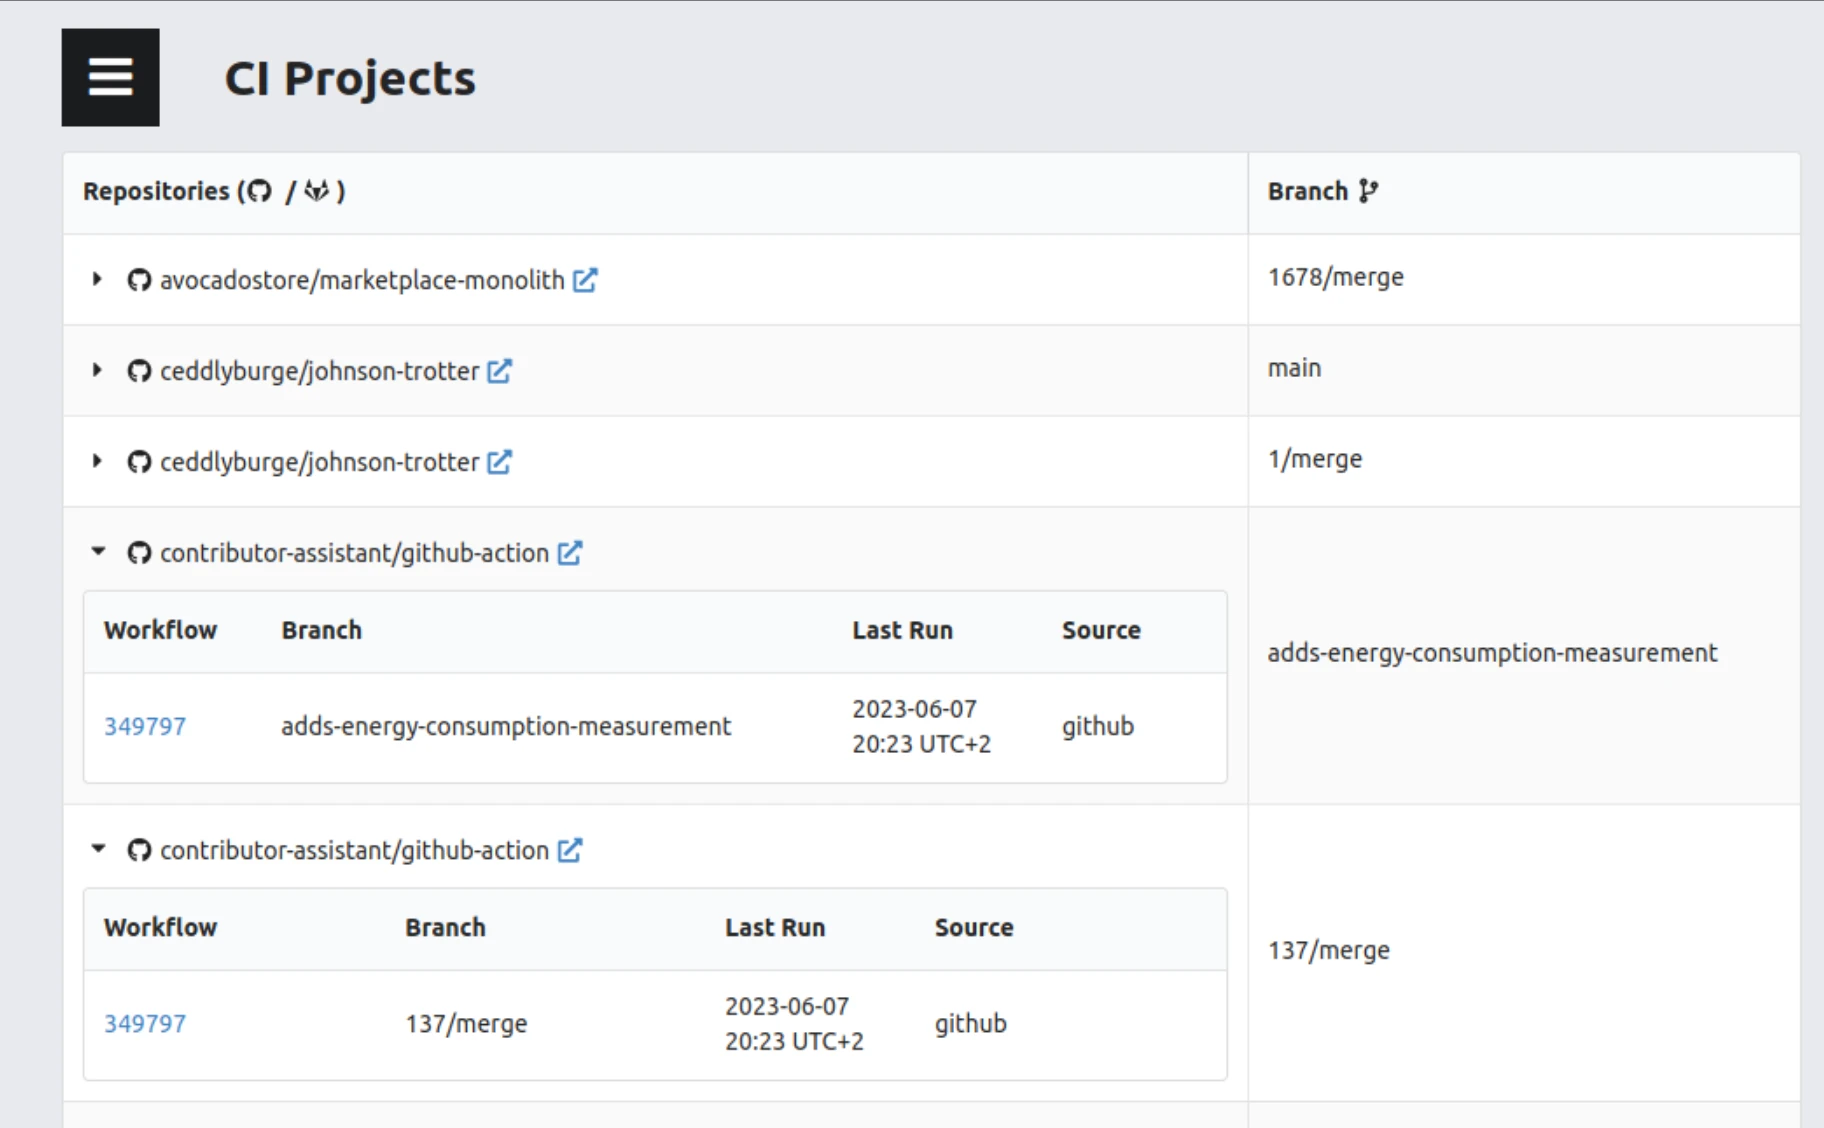 CI Projects
Repositories ( / ) Branch
avocadostore/marketplace-monolith 1678/merge
ceddlyburge/johnson-trotter main
ceddlyburge/johnson-trotter 1/merge
contributor-assistant/github-action
Workflow Branch Last Run Source
adds-energy-consumption-measurement
349797 adds-energy-consumption-measurement 2023-06-07
20:23 UTC+2 github
contributor-assistant/github-action
Workflow Branch Last Run Source
137/merge
349797 137/merge 2023-06-07
20:23 UTC+2 github